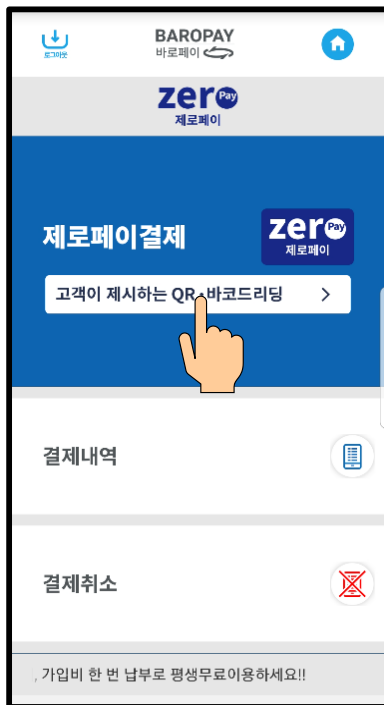 BAROPAY
로그아웃
바로페이
zero Pay
제로페이
제로페이결제
zero Pay
제로페이
고객이 제시하는 QR·바코드리딩 >
결제내역
결제취소
, 가입비 한 번 납부로 평생무료이용하세요!!